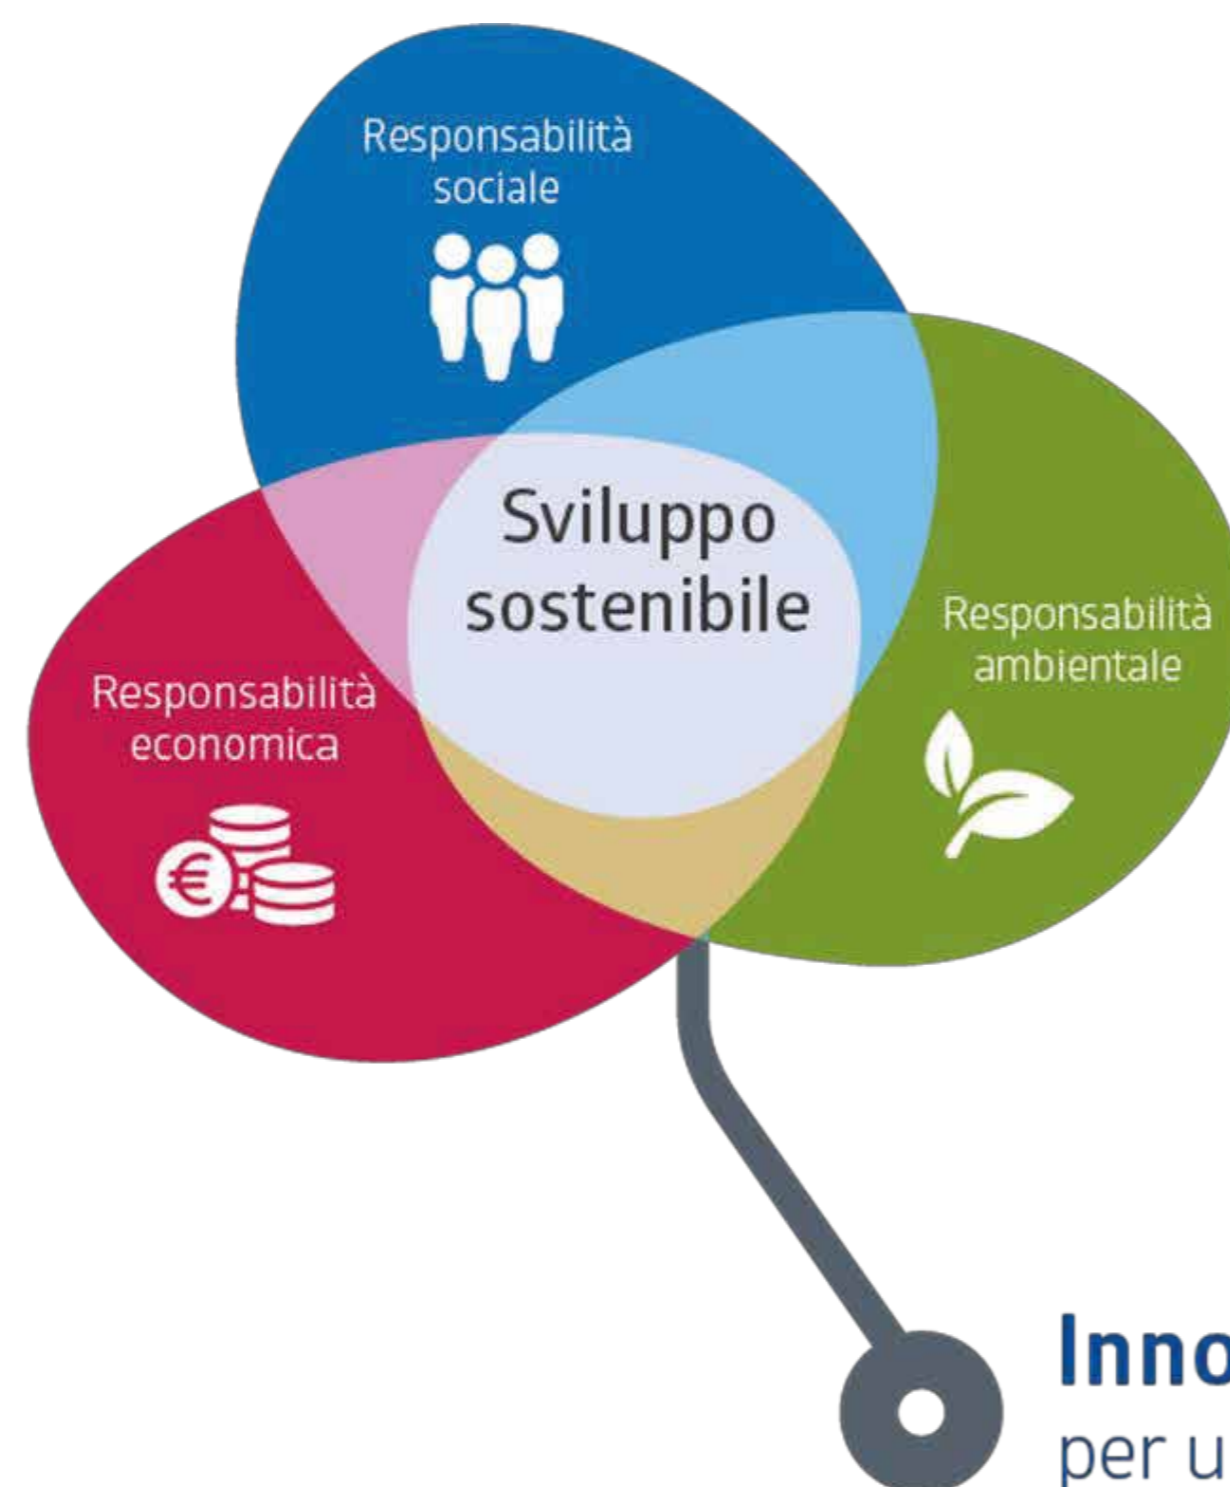 Responsabilità
sociale
Sviluppo
sostenibile
Responsabilità
ambientale
Responsabilità
economica
€
Inno
per u